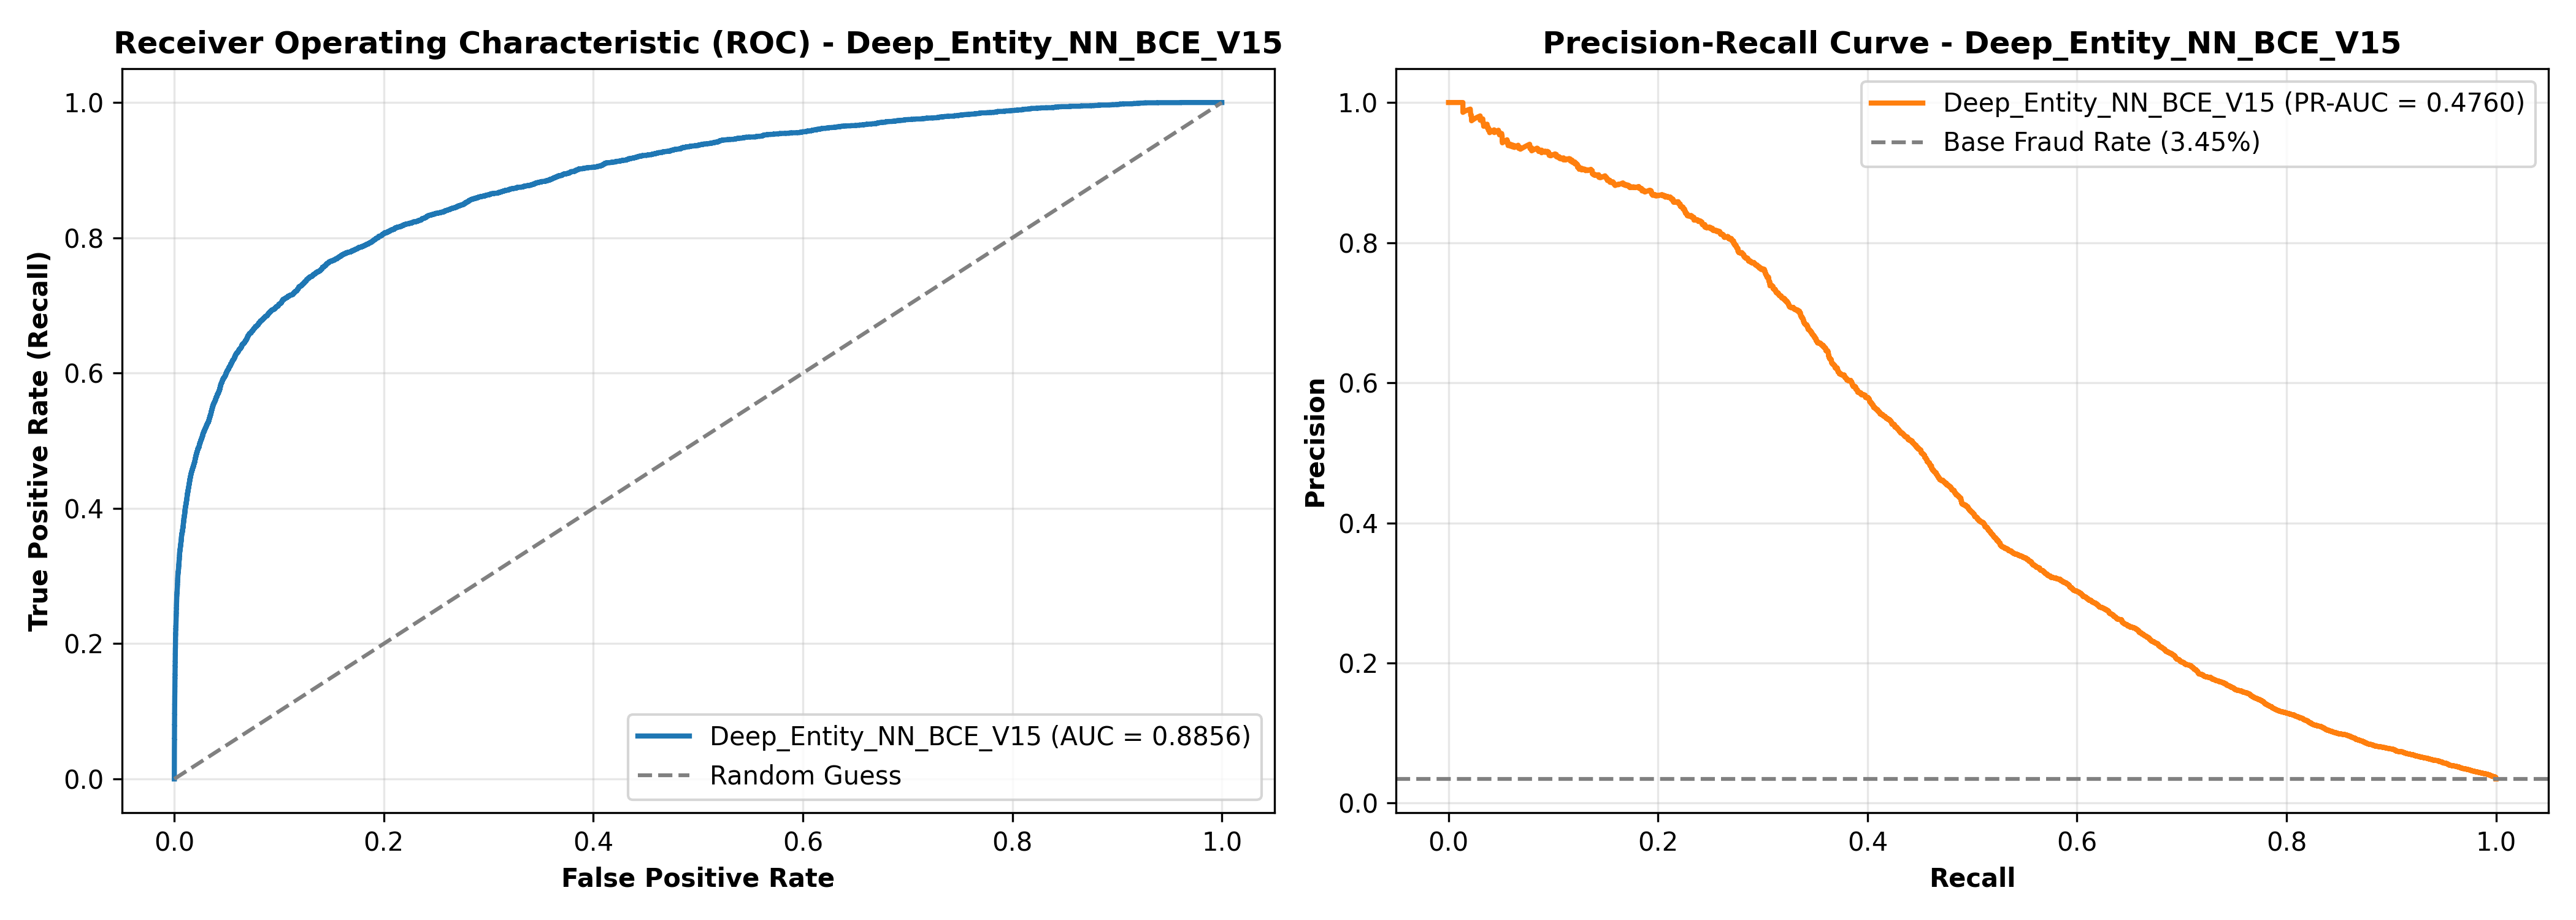 Receiver Operating Characteristic (ROC) - Deep_Entity_NN_BCE_V15
True Positive Rate (Recall)
1.0
0.8
0.6
0.4
0.2
0.0
Deep_Entity_NN_BCE_V15 (AUC = 0.8856)
Random Guess
0.0 0.2 0.4 0.6 0.8 1.0
False Positive Rate
Precision-Recall Curve - Deep_Entity_NN_BCE_V15
Deep_Entity_NN_BCE_V15 (PR-AUC = 0.4760)
Base Fraud Rate (3.45%)
Precision
1.0
0.8
0.6
0.4
0.2
0.0
0.0 0.2 0.4 0.6 0.8 1.0
Recall